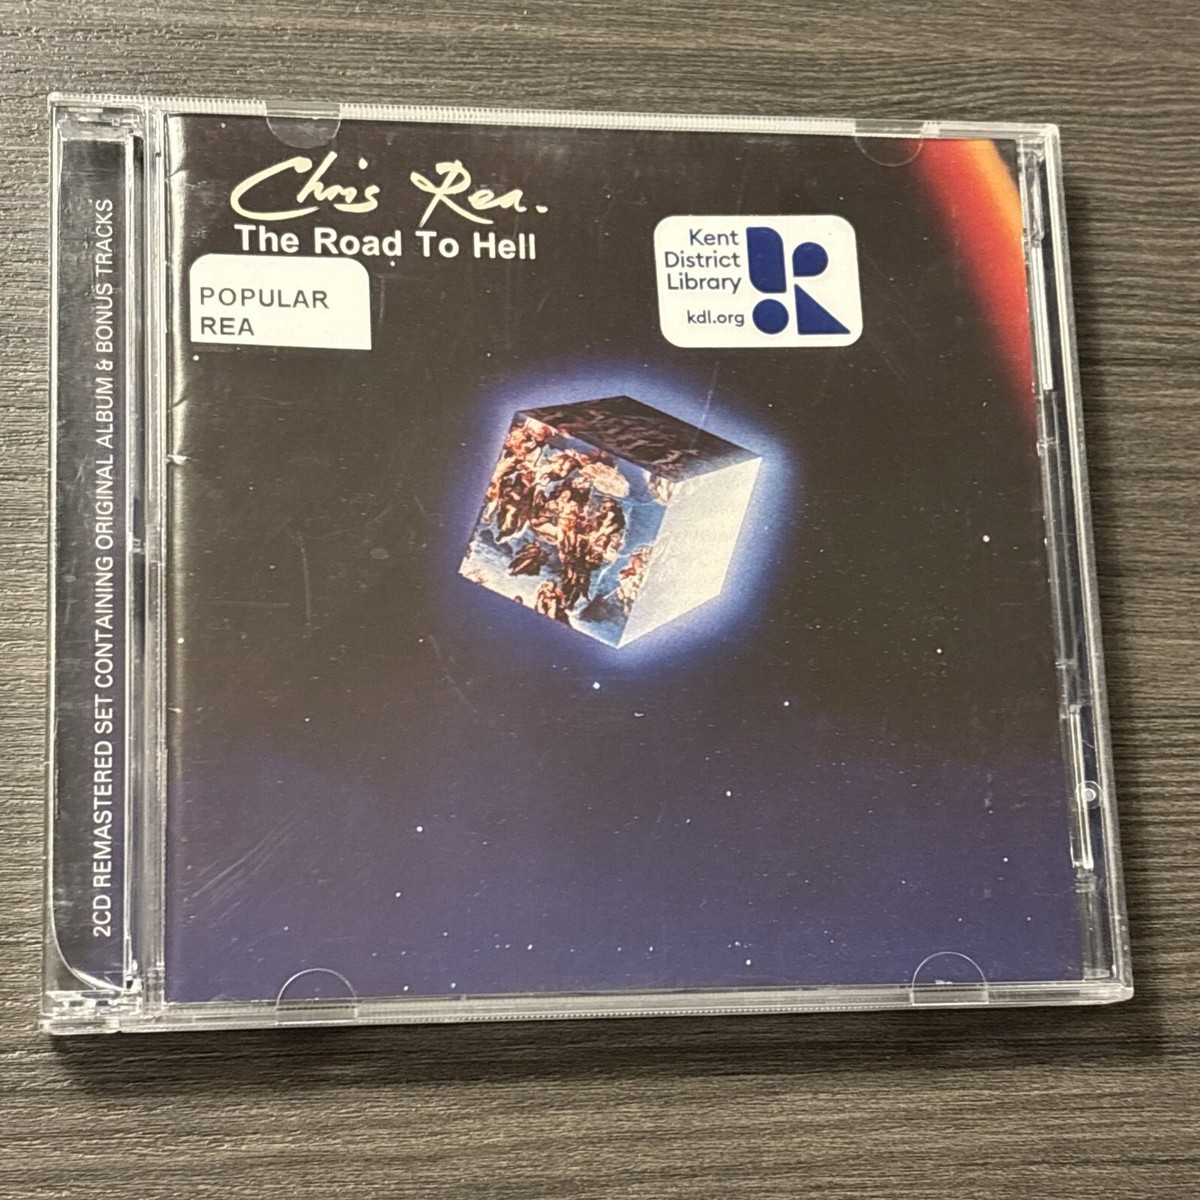 Chris Rea.
The Road To Hell
POPULAR
REA
Kent
District
Library
kdl.org
2CD REMASTERED SET CONTAINING ORIGINAL ALBUM & BONUS TRACKS